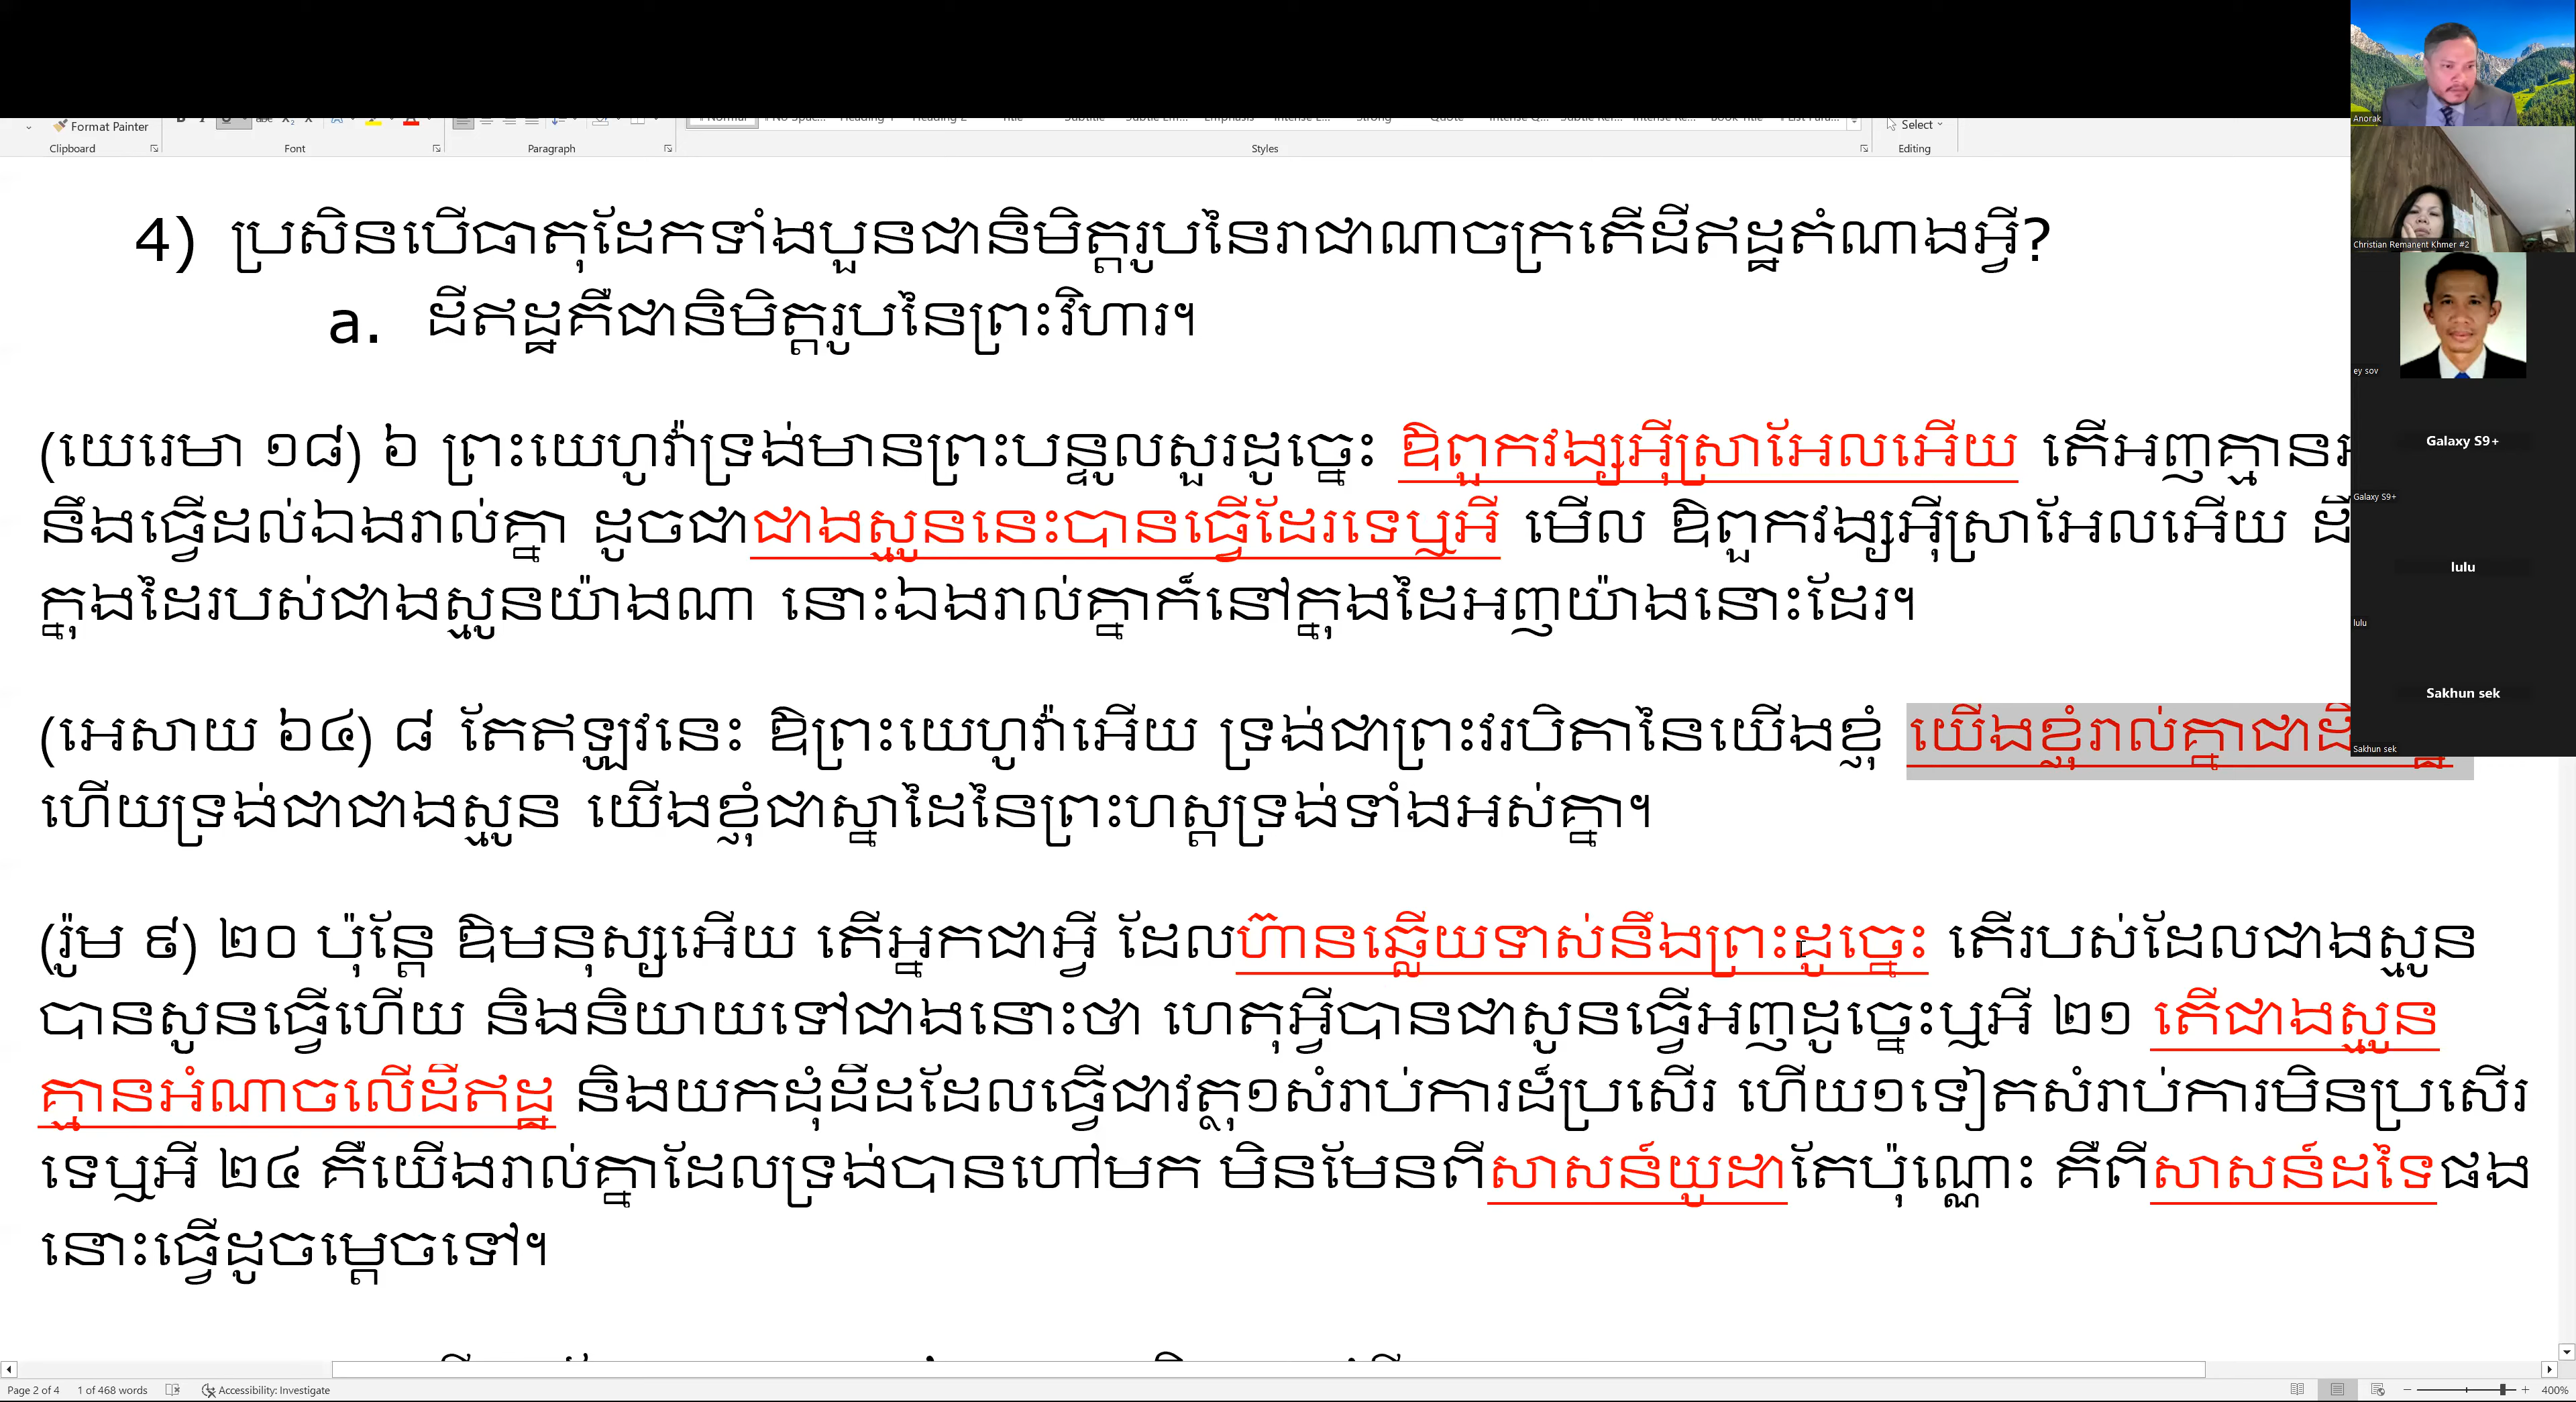 Format Painter
Select
Clipboard
Font
Paragraph
Styles
Editing
4) ប្រសិនបើធាតុដែកទាំងបួនជានិមិត្តរូបនៃរាជាណាចក្រតើដីឥដ្ឋតំណាងអ្វី?
a. ដីឥដ្ឋគឺជានិមិត្តរូបនៃព្រះវិហារ។
(យេរេមា ១៨) ៦ ព្រះយេហូវ៉ាទ្រង់មានព្រះបន្ទូលសួរដូច្នេះ ឱពួកវង្សអ៊ីស្រាអែលអើយ តើអញគ្មាន
នឹងធ្វើដល់ឯងរាល់គ្នា ដូចជាជាងស្មូននេះបានធ្វើដែរទេឬអី មើល ឱពួកវង្សអ៊ីស្រាអែលអើយ ដី
ក្នុងដៃរបស់ជាងស្មូនយ៉ាងណា នោះឯងរាល់គ្នាក៏នៅក្នុងដៃអញយ៉ាងនោះដែរ។
(អេសាយ ៦៤) ៨ តែឥឡូវនេះ ឱព្រះយេហូវ៉ាអើយ ទ្រង់ជាព្រះវរបិតានៃយើងខ្ញុំ យើងខ្ញុំរាល់គ្នាជាដី
ហើយទ្រង់ជាជាងស្មូន យើងខ្ញុំជាស្នាដៃនៃព្រះហស្តទ្រង់ទាំងអស់គ្នា។
(រ៉ូម ៩) ២០ ប៉ុន្តែ ឱមនុស្សអើយ តើអ្នកជាអ្វី ដែលហ៊ានឆ្លើយទាស់នឹងព្រះដូច្នេះ តើរបស់ដែលជាងស្មូន
បានសូនធ្វើហើយ និងនិយាយទៅជាងនោះថា ហេតុអ្វីបានជាសូនធ្វើអញដូច្នេះឬអី ២១ តើជាងស្មូន
គ្មានអំណាចលើដីឥដ្ឋ និងយកដុំដីដដែលធ្វើជាវត្ថុ១សំរាប់ការដ៏ប្រសើរ ហើយ១ទៀតសំរាប់ការមិនប្រសើរ
ទេឬអី ២៤ គឺយើងរាល់គ្នាដែលទ្រង់បានហៅមក មិនមែនពីសាសន៍យូដាតែប៉ុណ្ណោះ គឺពីសាសន៍ដទៃផង
នោះធ្វើដូចម្តេចទៅ។
Anorak
Christian Remanent Khmer #2
ey sov
Galaxy S9+
Galaxy S9+
lulu
lulu
Sakhun sek
Sakhun sek
Page 2 of 4
1 of 468 words
Accessibility: Investigate
400%